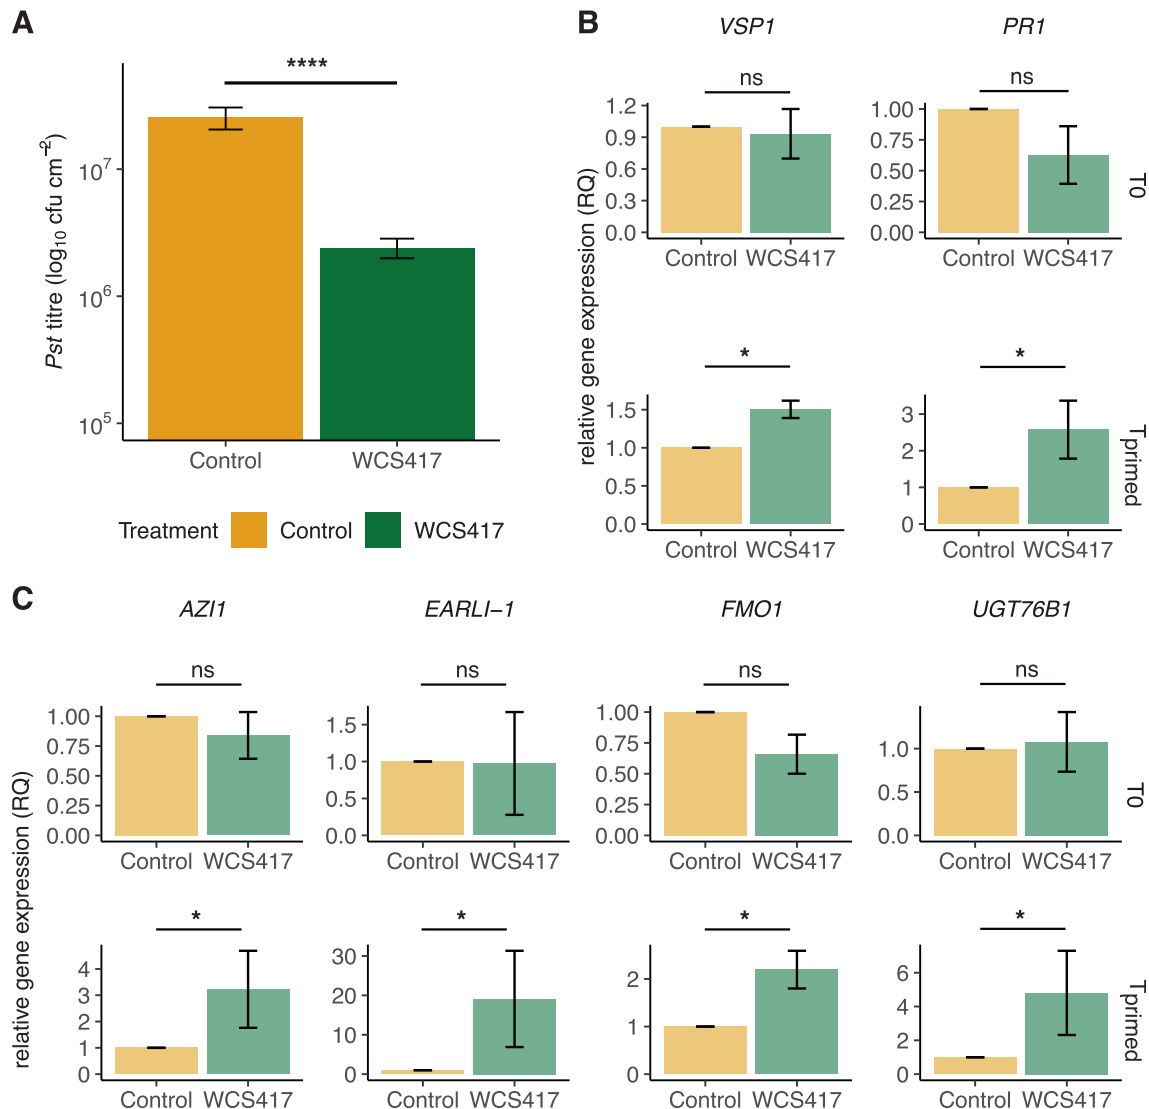 A
****
Pst titre (log10 cfu cm−2)
10^7
10^6
10^5
Control WCS417
Treatment Control WCS417
B
VSP1 PR1
relative gene expression (RQ)
ns ns
1.2 1.00
0.9 0.75
0.6 0.50
0.3 0.25
0.0 0.00
Control WCS417 Control WCS417
T0
* *
1.5 3
1.0 2
0.5 1
0.0 0
Control WCS417 Control WCS417
Tprimed
C
AZI1 EARLI−1 FMO1 UGT76B1
relative gene expression (RQ)
ns ns ns ns
1.00 1.5 1.00 1.0
0.75 1.0 0.75 0.5
0.50 0.5 0.50 0.0
0.25 0.0 0.25
0.00 0.00
Control WCS417 Control WCS417 Control WCS417 Control WCS417
T0
* * * *
4 30 2 6
3 20 1 4
2 10 0 2
1 0 0
0
Control WCS417 Control WCS417 Control WCS417 Control WCS417
Tprimed